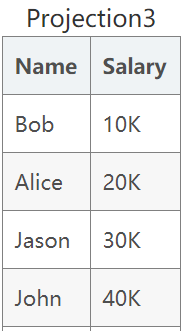 Projection3
Name Salary
Bob 10K
Alice 20K
Jason 30K
John 40K